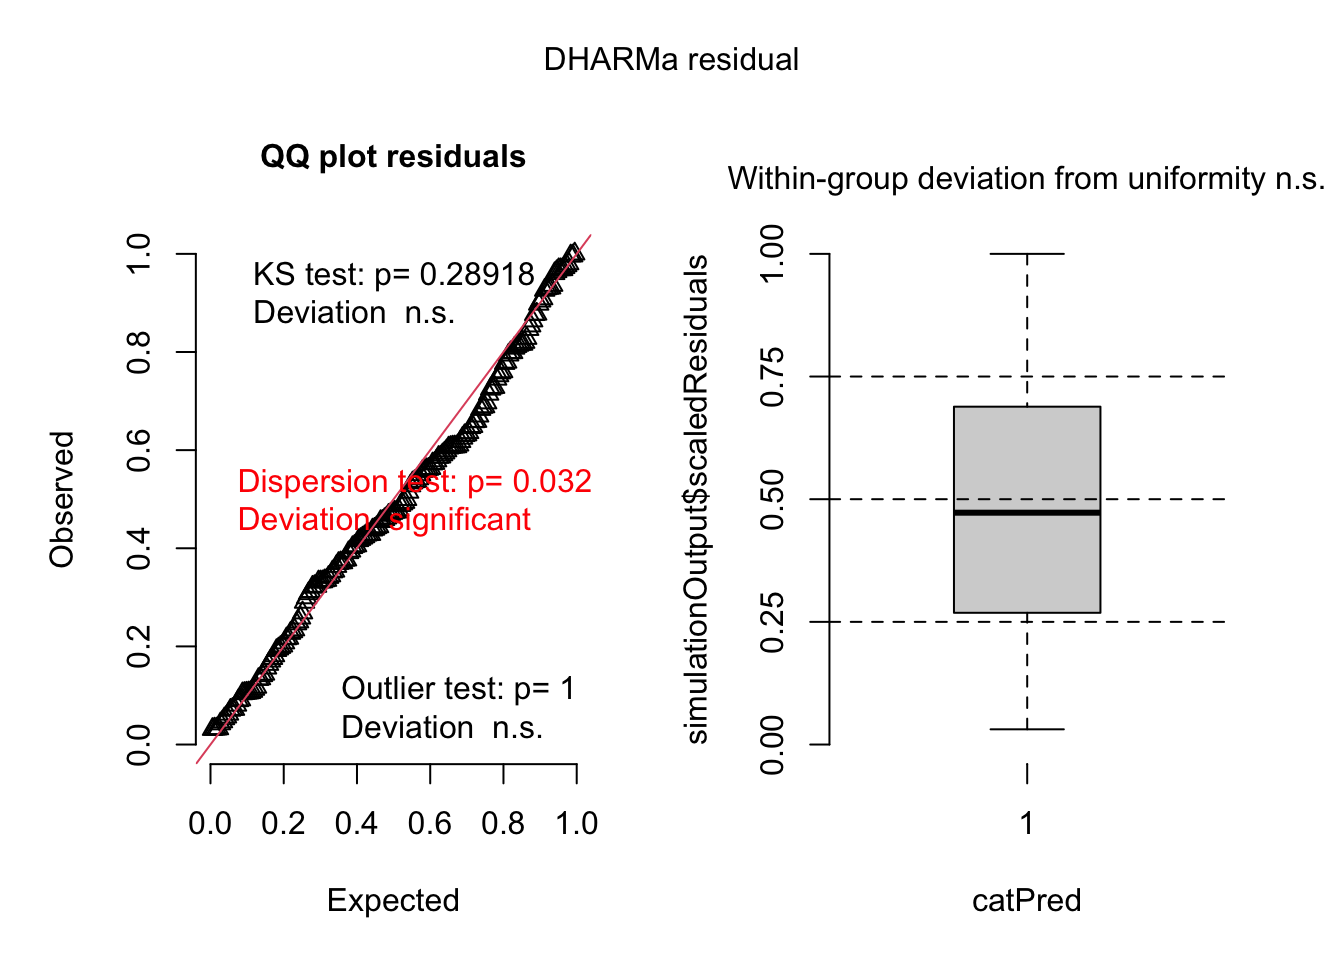 DHARMa residual
QQ plot residuals
KS test: p= 0.28918
Deviation  n.s.
Dispersion test: p= 0.032
Deviation  significant
Outlier test: p= 1
Deviation  n.s.
Observed
0.0 0.2 0.4 0.6 0.8 1.0
0.0 0.2 0.4 0.6 0.8 1.0
Expected
Within-group deviation from uniformity n.s.
simulationOutput$scaledResiduals
0.00 0.25 0.50 0.75 1.00
1
catPred